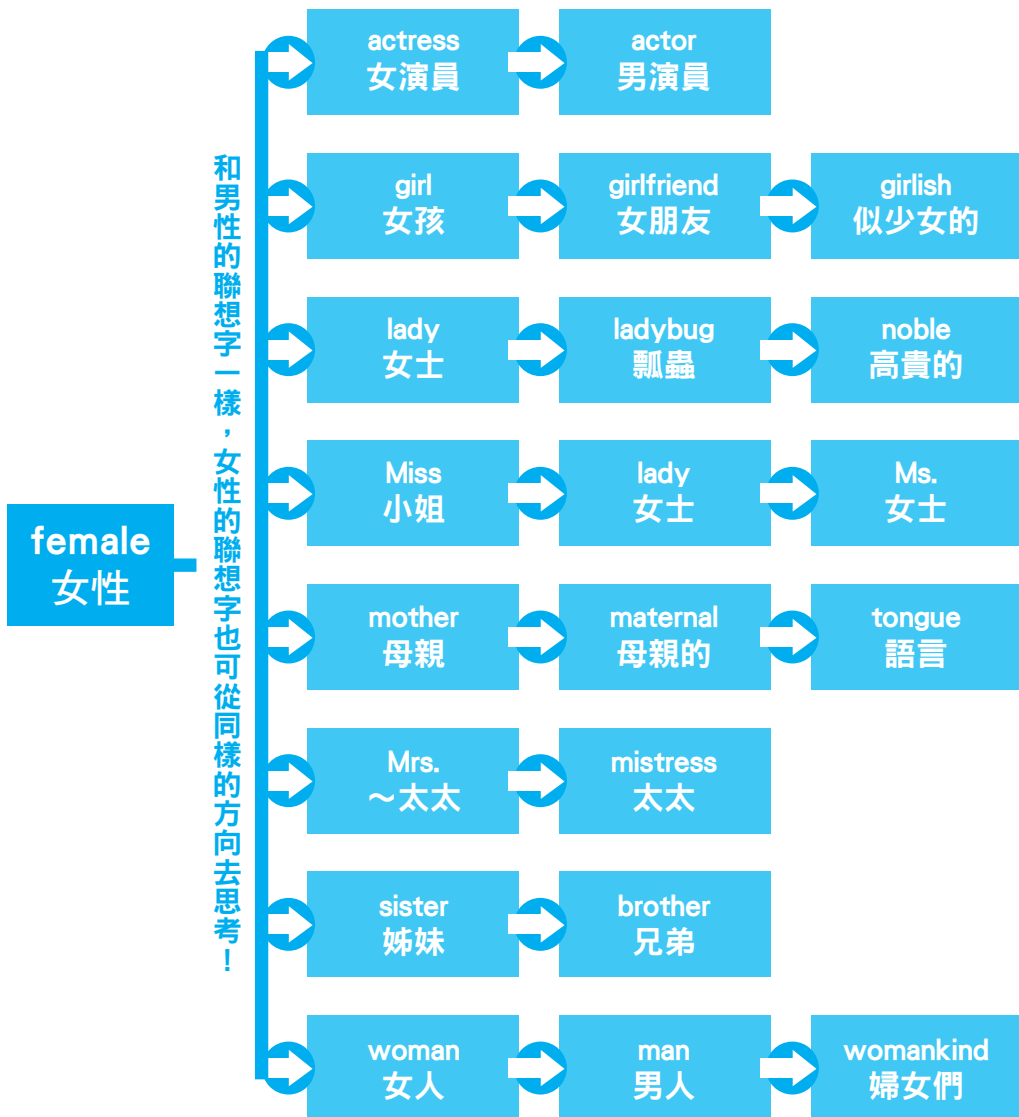 female
女性
和男性的聯想字一樣，女性的聯想字也可從同樣的方向去思考！
actress
女演員
actor
男演員
girl
女孩
girlfriend
女朋友
girlish
似少女的
lady
女士
ladybug
瓢蟲
noble
高貴的
Miss
小姐
lady
女士
Ms.
女士
mother
母親
maternal
母親的
tongue
語言
Mrs.
～太太
mistress
太太
sister
姊妹
brother
兄弟
woman
女人
man
男人
womankind
婦女們